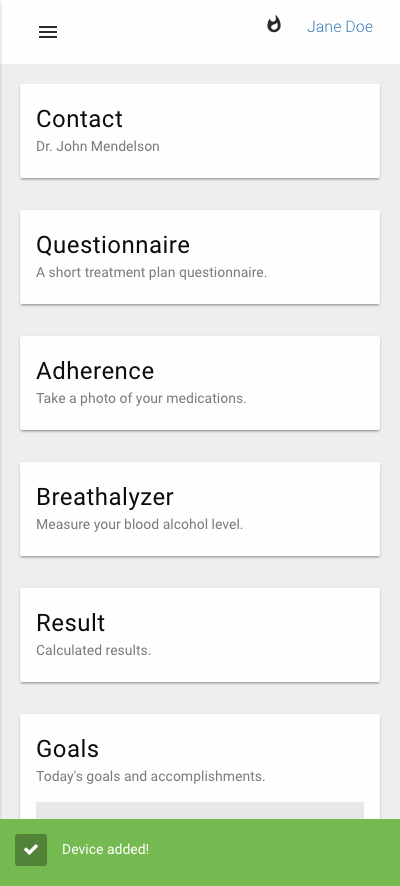 Jane Doe
Contact
Dr. John Mendelson
Questionnaire
A short treatment plan questionnaire.
Adherence
Take a photo of your medications.
Breathalyzer
Measure your blood alcohol level.
Result
Calculated results.
Goals
Today's goals and accomplishments.
Device added!